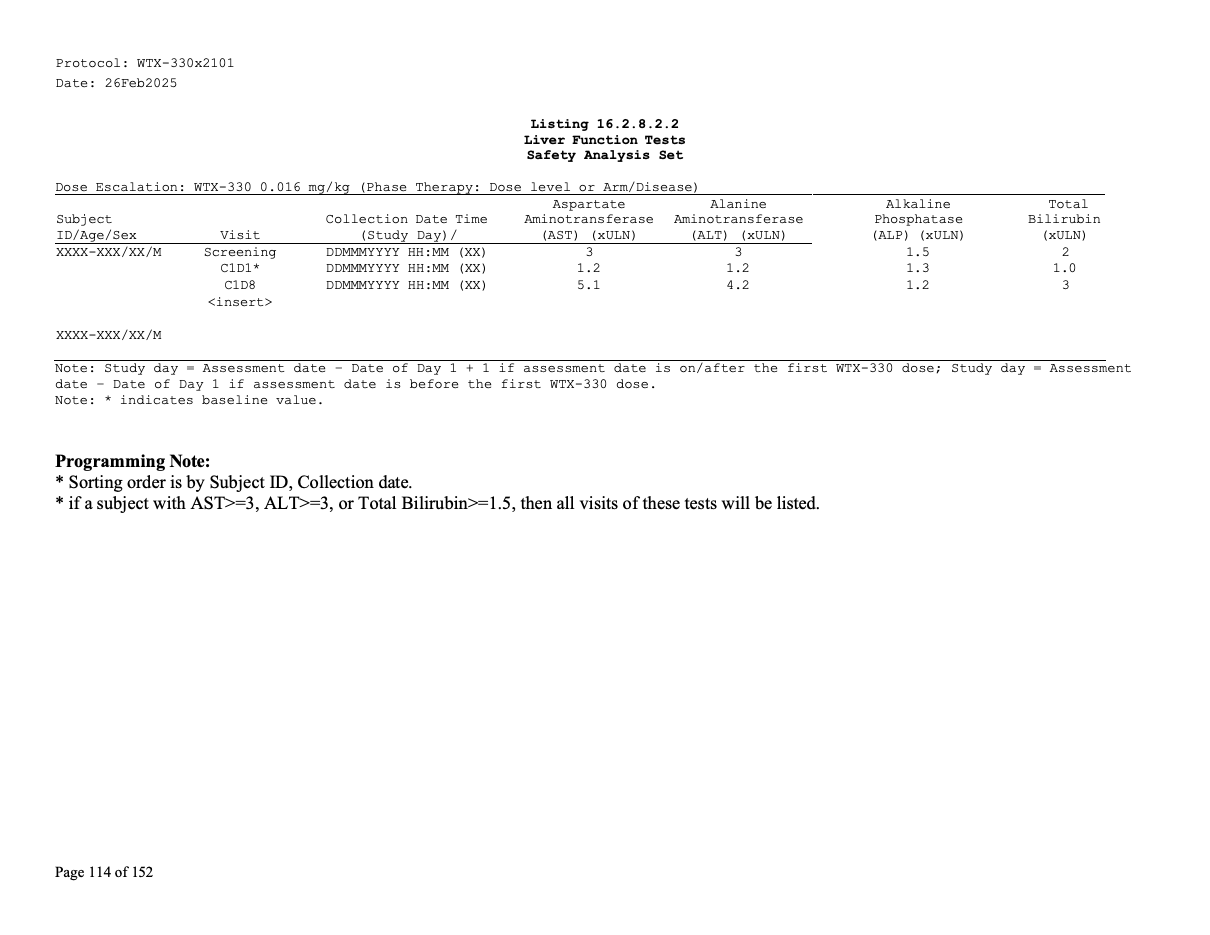 Protocol: WTX-330x2101
Date: 26Feb2025
Listing 16.2.8.2.2
Liver Function Tests
Safety Analysis Set
Dose Escalation: WTX-330 0.016 mg/kg (Phase Therapy: Dose level or Arm/Disease)
Aspartate Alanine Alkaline Total
Subject Collection Date Time Aminotransferase Aminotransferase Phosphatase Bilirubin
ID/Age/Sex Visit (Study Day)/ (AST) (xULN) (ALT) (xULN) (ALP) (xULN) (xULN)
XXXX-XXX/XX/M Screening DDMMMYYYY HH:MM (XX) 3 3 1.5 2
C1D1* DDMMMYYYY HH:MM (XX) 1.2 1.2 1.3 1.0
C1D8 DDMMMYYYY HH:MM (XX) 5.1 4.2 1.2 3
<insert>
XXXX-XXX/XX/M
Note: Study day = Assessment date – Date of Day 1 + 1 if assessment date is on/after the first WTX-330 dose; Study day = Assessment
date – Date of Day 1 if assessment date is before the first WTX-330 dose.
Note: * indicates baseline value.
Programming Note:
* Sorting order is by Subject ID, Collection date.
* if a subject with AST>=3, ALT>=3, or Total Bilirubin>=1.5, then all visits of these tests will be listed.
Page 114 of 152